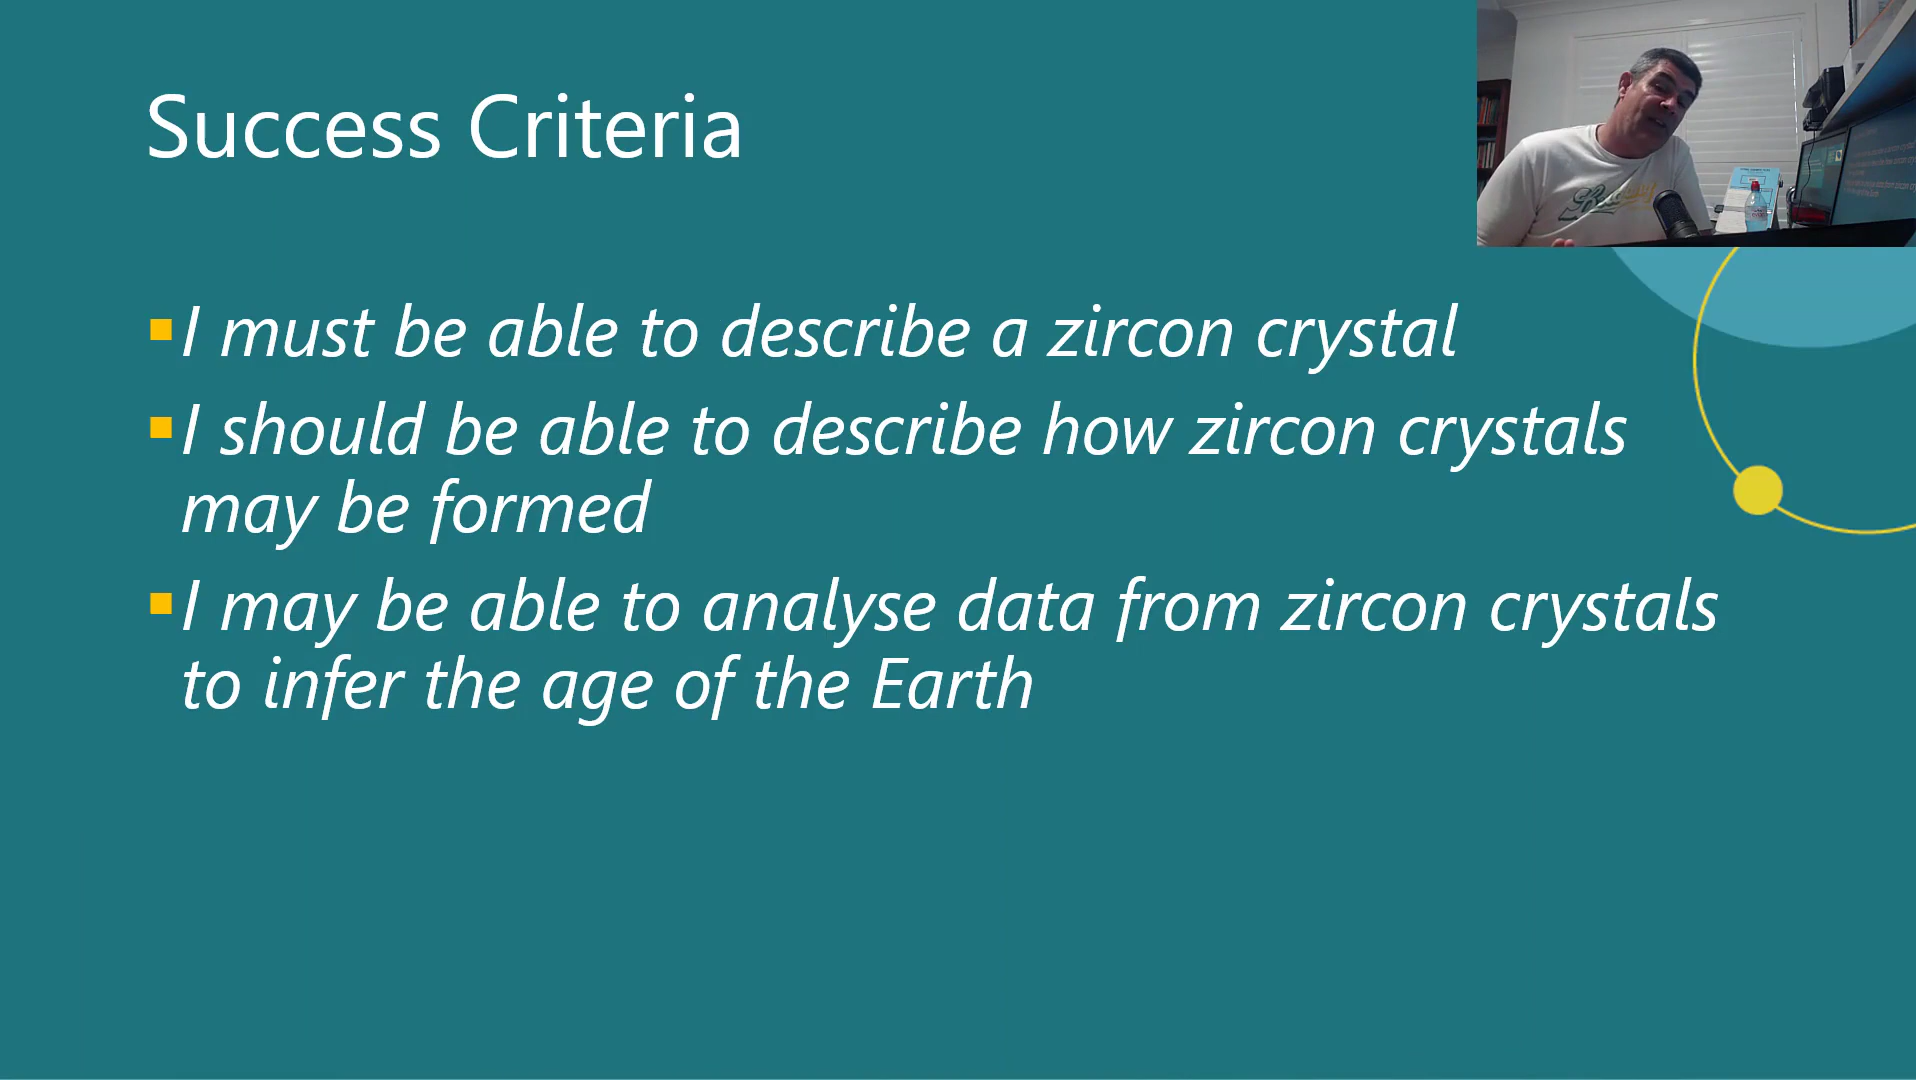 Success Criteria
I must be able to describe a zircon crystal
I should be able to describe how zircon crystals
may be formed
I may be able to analyse data from zircon crystals
to infer the age of the Earth